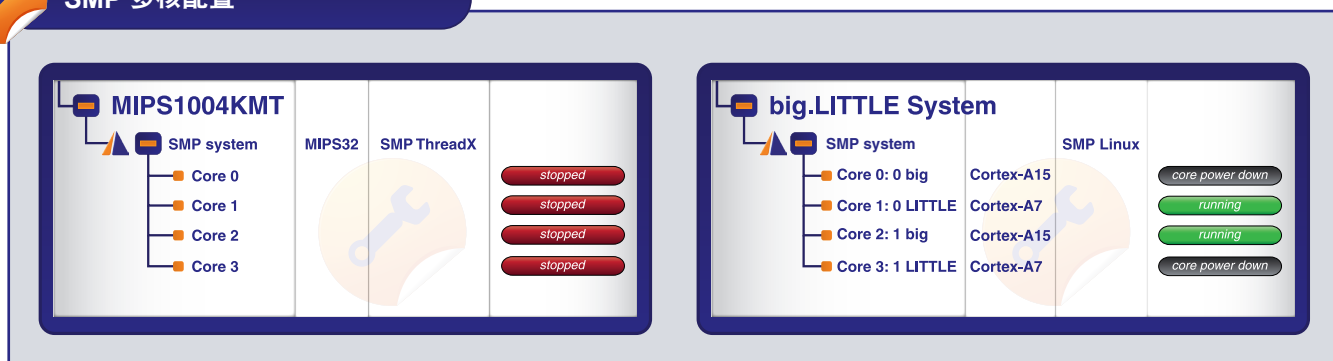 SMP 多核配置
MIPS1004KMT
SMP system MIPS32 SMP ThreadX
Core 0 stopped
Core 1 stopped
Core 2 stopped
Core 3 stopped
big.LITTLE System
SMP system SMP Linux
Core 0: 0 big Cortex-A15 core power down
Core 1: 0 LITTLE Cortex-A7 running
Core 2: 1 big Cortex-A15 running
Core 3: 1 LITTLE Cortex-A7 core power down